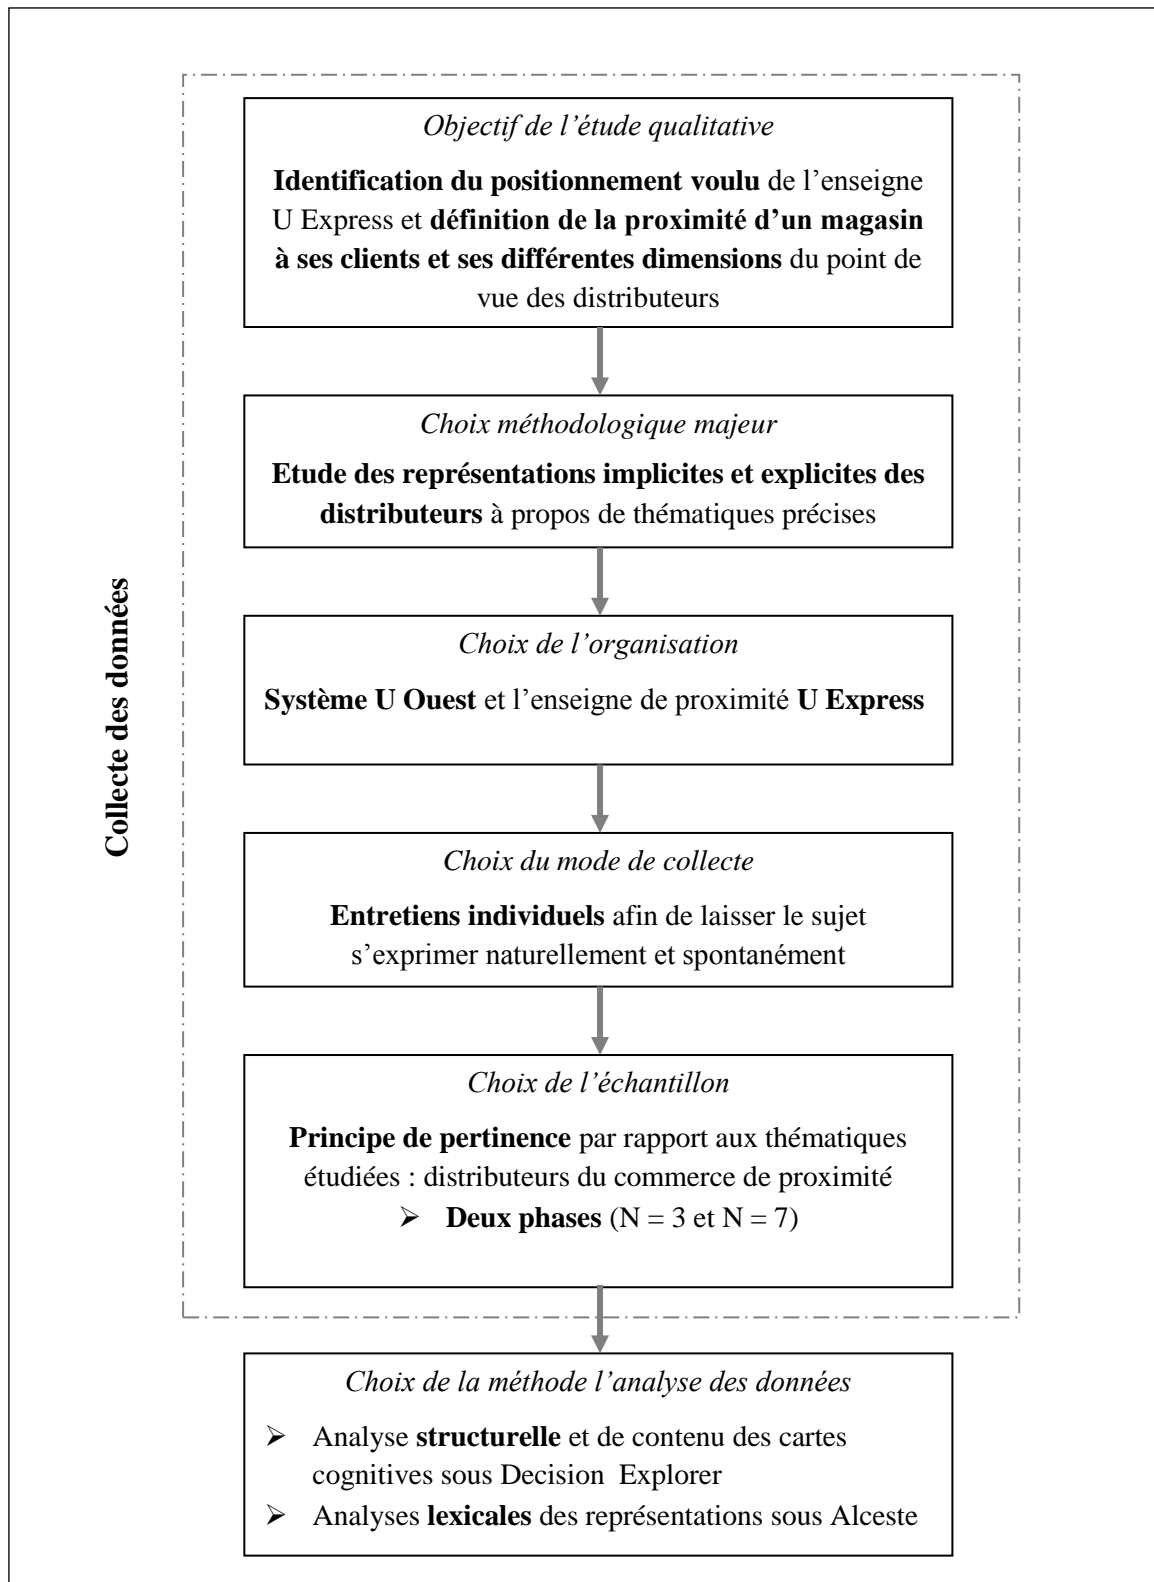 Collecte des données
Objectif de l’étude qualitative
Identification du positionnement voulu de l’enseigne
U Express et définition de la proximité d’un magasin
à ses clients et ses différentes dimensions du point de
vue des distributeurs
Choix méthodologique majeur
Etude des représentations implicites et explicites des
distributeurs à propos de thématiques précises
Choix de l’organisation
Système U Ouest et l’enseigne de proximité U Express
Choix du mode de collecte
Entretiens individuels afin de laisser le sujet
s’exprimer naturellement et spontanément
Choix de l’échantillon
Principe de pertinence par rapport aux thématiques
étudiées : distributeurs du commerce de proximité
➢ Deux phases (N = 3 et N = 7)
Choix de la méthode l’analyse des données
➢ Analyse structurelle et de contenu des cartes
cognitives sous Decision Explorer
➢ Analyses lexicales des représentations sous Alceste